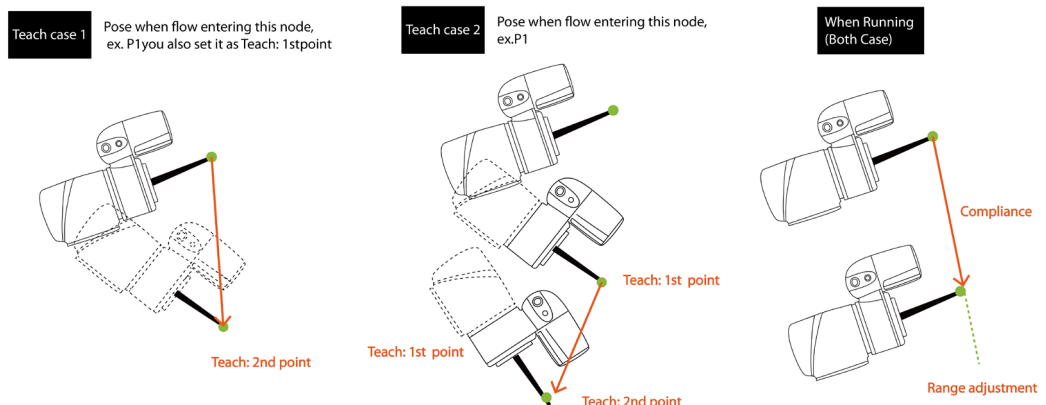 Teach case 1
Pose when flow entering this node,
ex. P1you also set it as Teach: 1stpoint
Teach: 2nd point
Teach case 2
Pose when flow entering this node,
ex.P1
Teach: 1st point
Teach: 1st point
Teach: 2nd point
When Running
(Both Case)
Compliance
Range adjustment